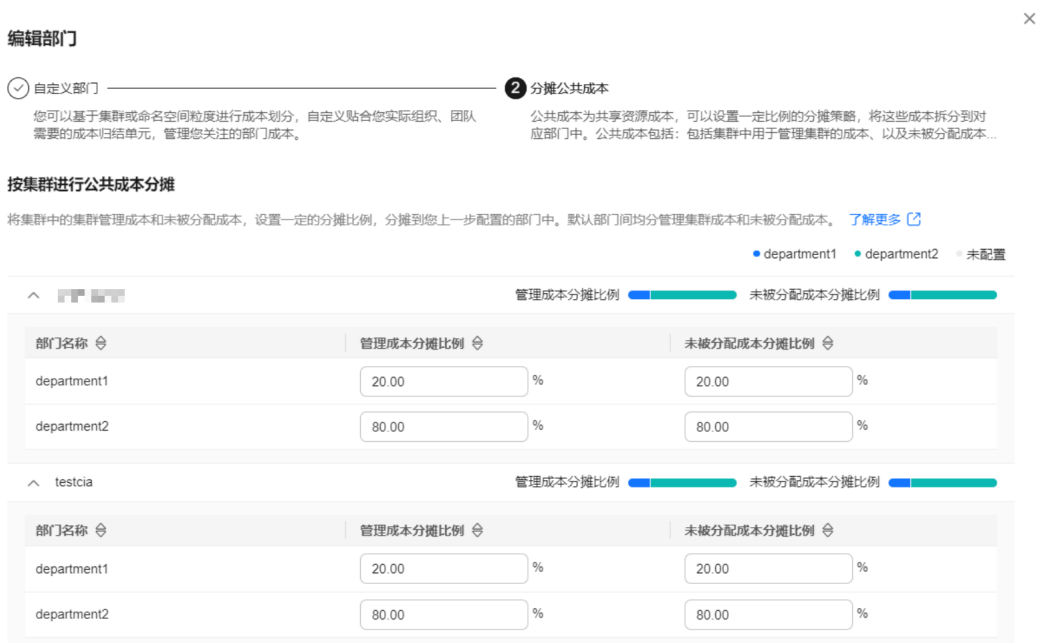 编辑部门
自定义部门
2 分摊公共成本
您可以基于集群或命名空间粒度进行成本划分，自定义贴合您实际组织、团队
需要的成本归结单元，管理您关注的部门成本。
公共成本为共享资源成本，可以设置一定比例的分摊策略，将这些成本拆分到对
应部门中。公共成本包括：包括集群中用于管理集群的成本、以及未被分配成本...
按集群进行公共成本分摊
将集群中的集群管理成本和未被分配成本，设置一定的分摊比例，分摊到您上一步配置的部门中。默认部门间均分管理集群成本和未被分配成本。 了解更多
department1 department2 未配置
管理成本分摊比例 未被分配成本分摊比例
部门名称 管理成本分摊比例 未被分配成本分摊比例
department1 20.00 % 20.00 %
department2 80.00 % 80.00 %
testcia 管理成本分摊比例 未被分配成本分摊比例
部门名称 管理成本分摊比例 未被分配成本分摊比例
department1 20.00 % 20.00 %
department2 80.00 % 80.00 %